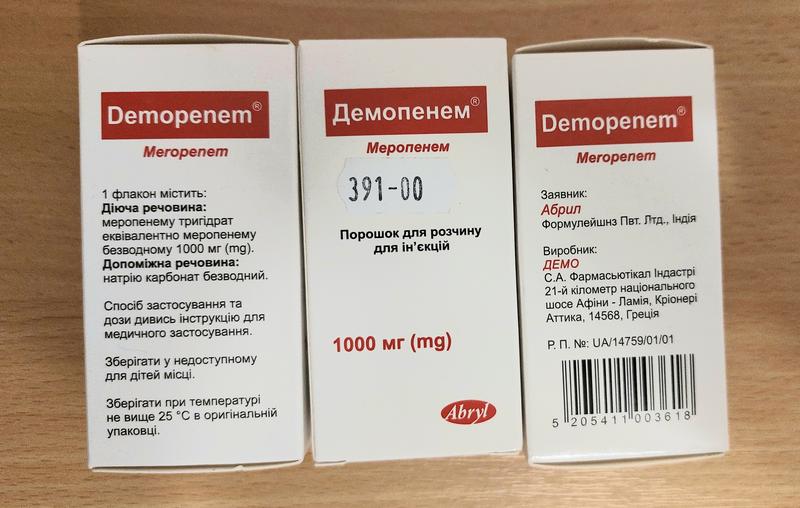 Demopenem®
Meropenem
1 флакон містить:
Діюча речовина:
меропенему тригідрат
еквівалентно меропенему
безводному 1000 мг (mg).
Допоміжна речовина:
натрію карбонат безводний.
Спосіб застосування та
дози дивись інструкцію для
медичного застосування.
Зберігати у недоступному
для дітей місці.
Зберігати при температурі
не вище 25 °С в оригінальній
упаковці.
Демопенем®
Меропенем
391-00
Порошок для розчину
для ін’єкцій
1000 мг (mg)
Abryl
Demopenem®
Meropenem
Заявник:
Абрил
Формулейшнз Пвт. Лтд., Індія
Виробник:
ДЕМО
С.А. Фармасьютікал Індастрі
21-й кілометр національного
шосе Афіни - Ламія, Кріонері
Аттика, 14568, Греція
Р. П. №: UA/14759/01/01
5 205411 003618